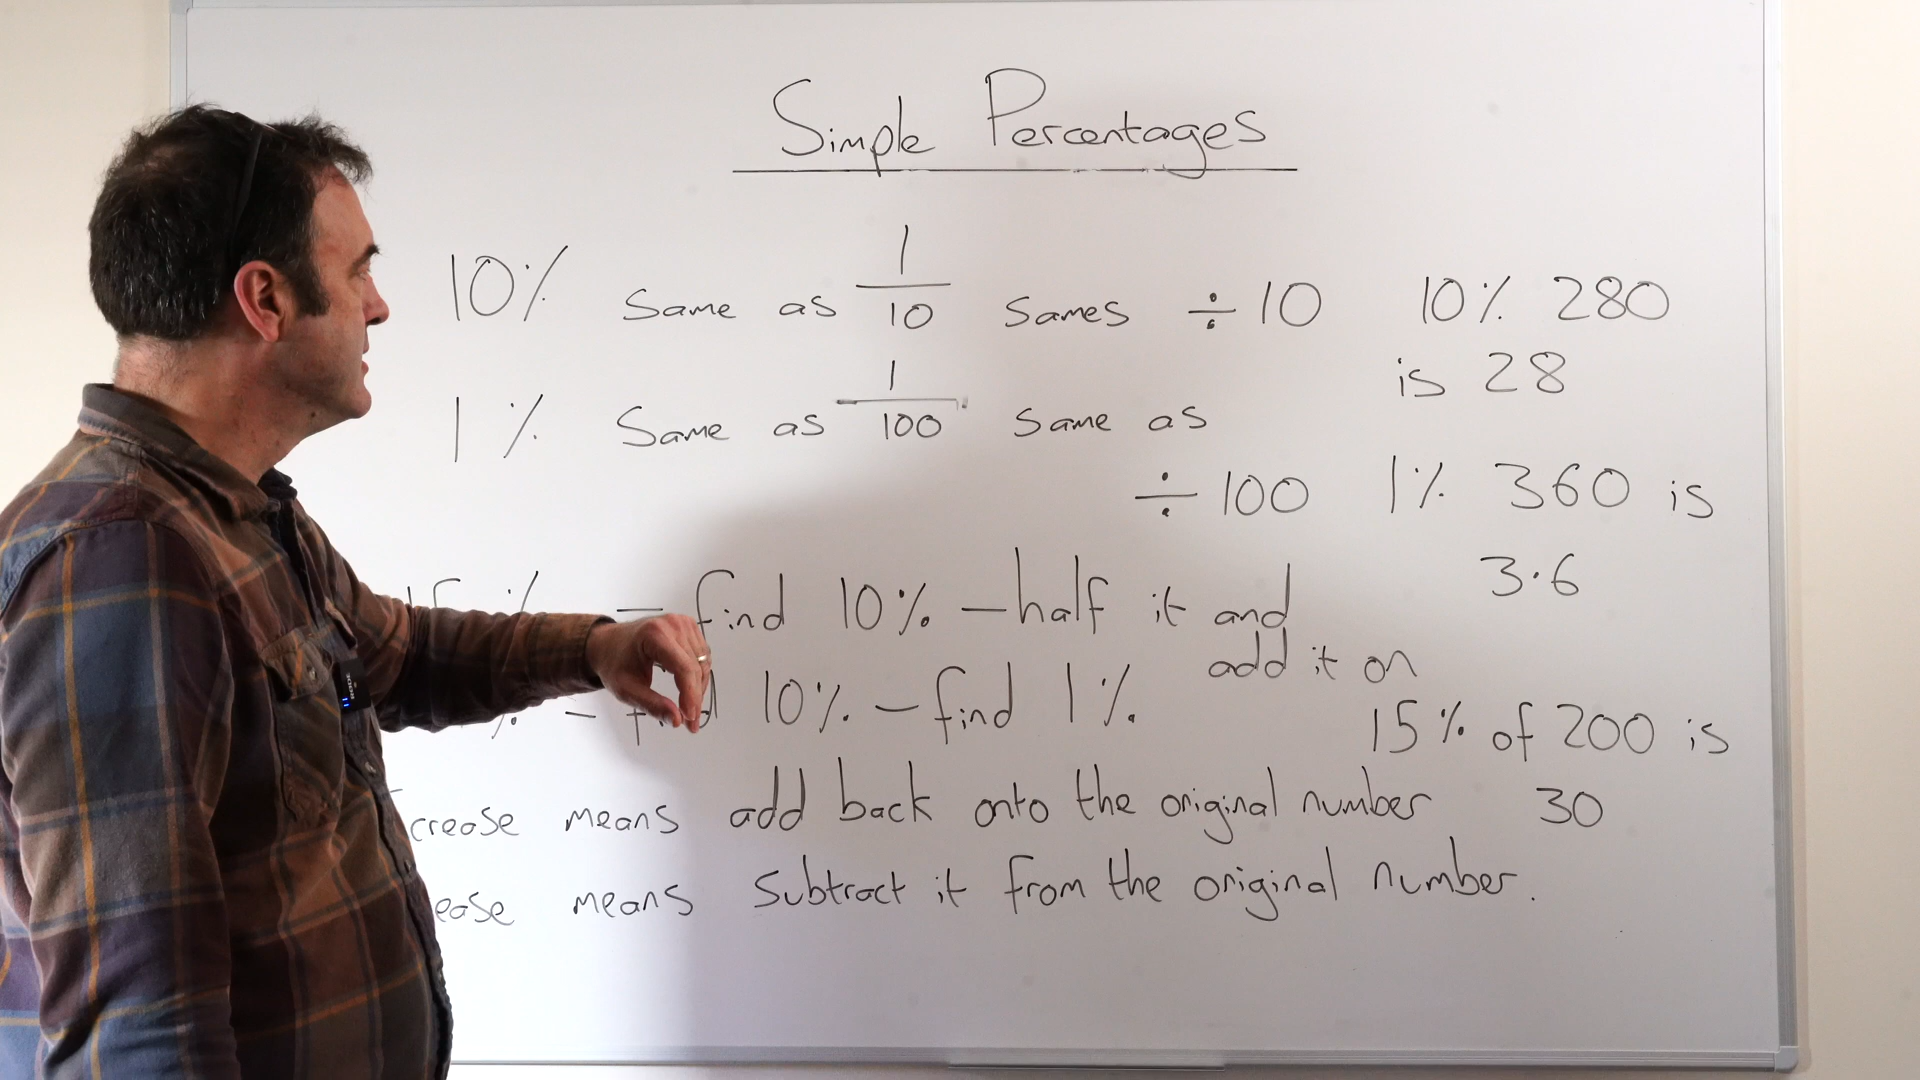 Simple Percentages
10% same as 1/10 sames ÷ 10 10% 280
is 28
1% same as 1/100 same as
÷ 100 1% 360 is
3.6
% – find 10% – half it and
add it on
% – find 10% – find 1%.
15% of 200 is
30
crease means add back onto the original number
ease means subtract it from the original number.